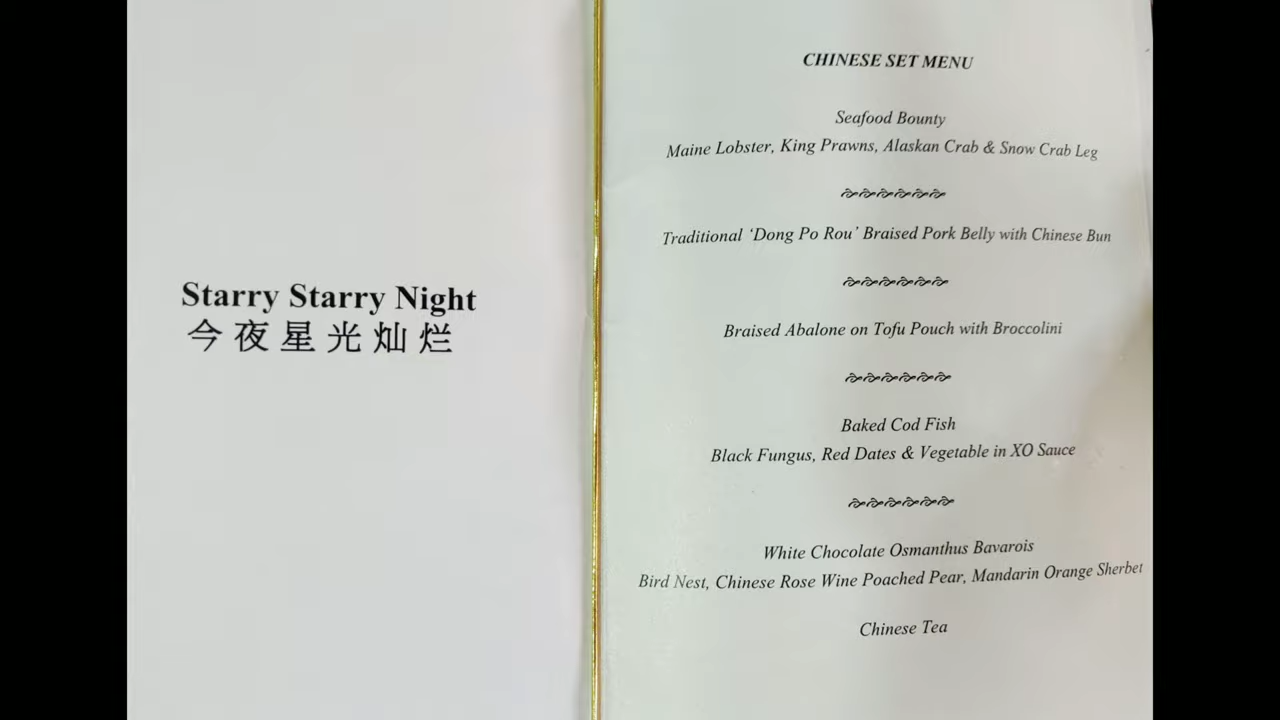 Starry Starry Night
今夜星光灿烂
CHINESE SET MENU
Seafood Bounty
Maine Lobster, King Prawns, Alaskan Crab & Snow Crab Leg
Traditional ‘Dong Po Rou’ Braised Pork Belly with Chinese Bun
Braised Abalone on Tofu Pouch with Broccolini
Baked Cod Fish
Black Fungus, Red Dates & Vegetable in XO Sauce
White Chocolate Osmanthus Bavarois
Bird Nest, Chinese Rose Wine Poached Pear, Mandarin Orange Sherbet
Chinese Tea